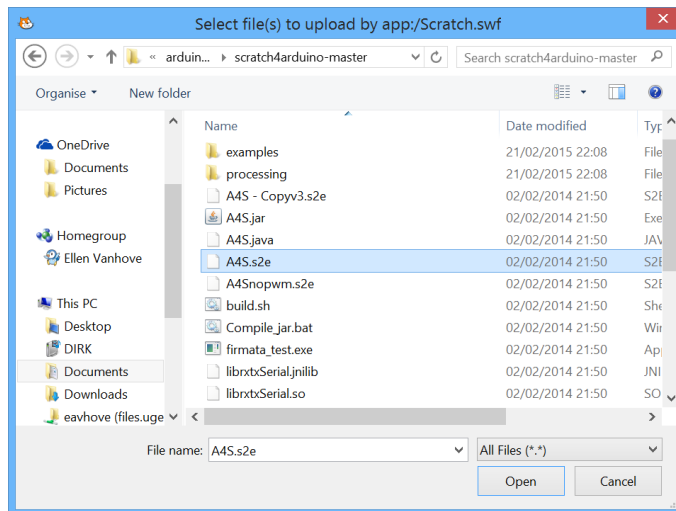 Select file(s) to upload by app:/Scratch.swf
« arduin... scratch4arduino-master Search scratch4arduino-master
Organise New folder
Name Date modified Typ
OneDrive
Documents
Pictures
Homegroup
Ellen Vanhove
This PC
Desktop
DIRK
Documents
Downloads
eavhove (files.uge
examples 21/02/2015 22:08 File
processing 21/02/2015 22:08 File
A4S - Copyv3.s2e 02/02/2014 21:50 S2E
A4S.jar 02/02/2014 21:50 Exe
A4S.java 02/02/2014 21:50 JAV
A4S.s2e 02/02/2014 21:50 S2E
A4Snopwm.s2e 02/02/2014 21:50 S2E
build.sh 02/02/2014 21:50 She
Compile_jar.bat 02/02/2014 21:50 Win
firmata_test.exe 02/02/2014 21:50 App
librxtxSerial.jnilib 02/02/2014 21:50 JNI
librxtxSerial.so 02/02/2014 21:50 SO
File name: A4S.s2e All Files (*.*)
Open Cancel